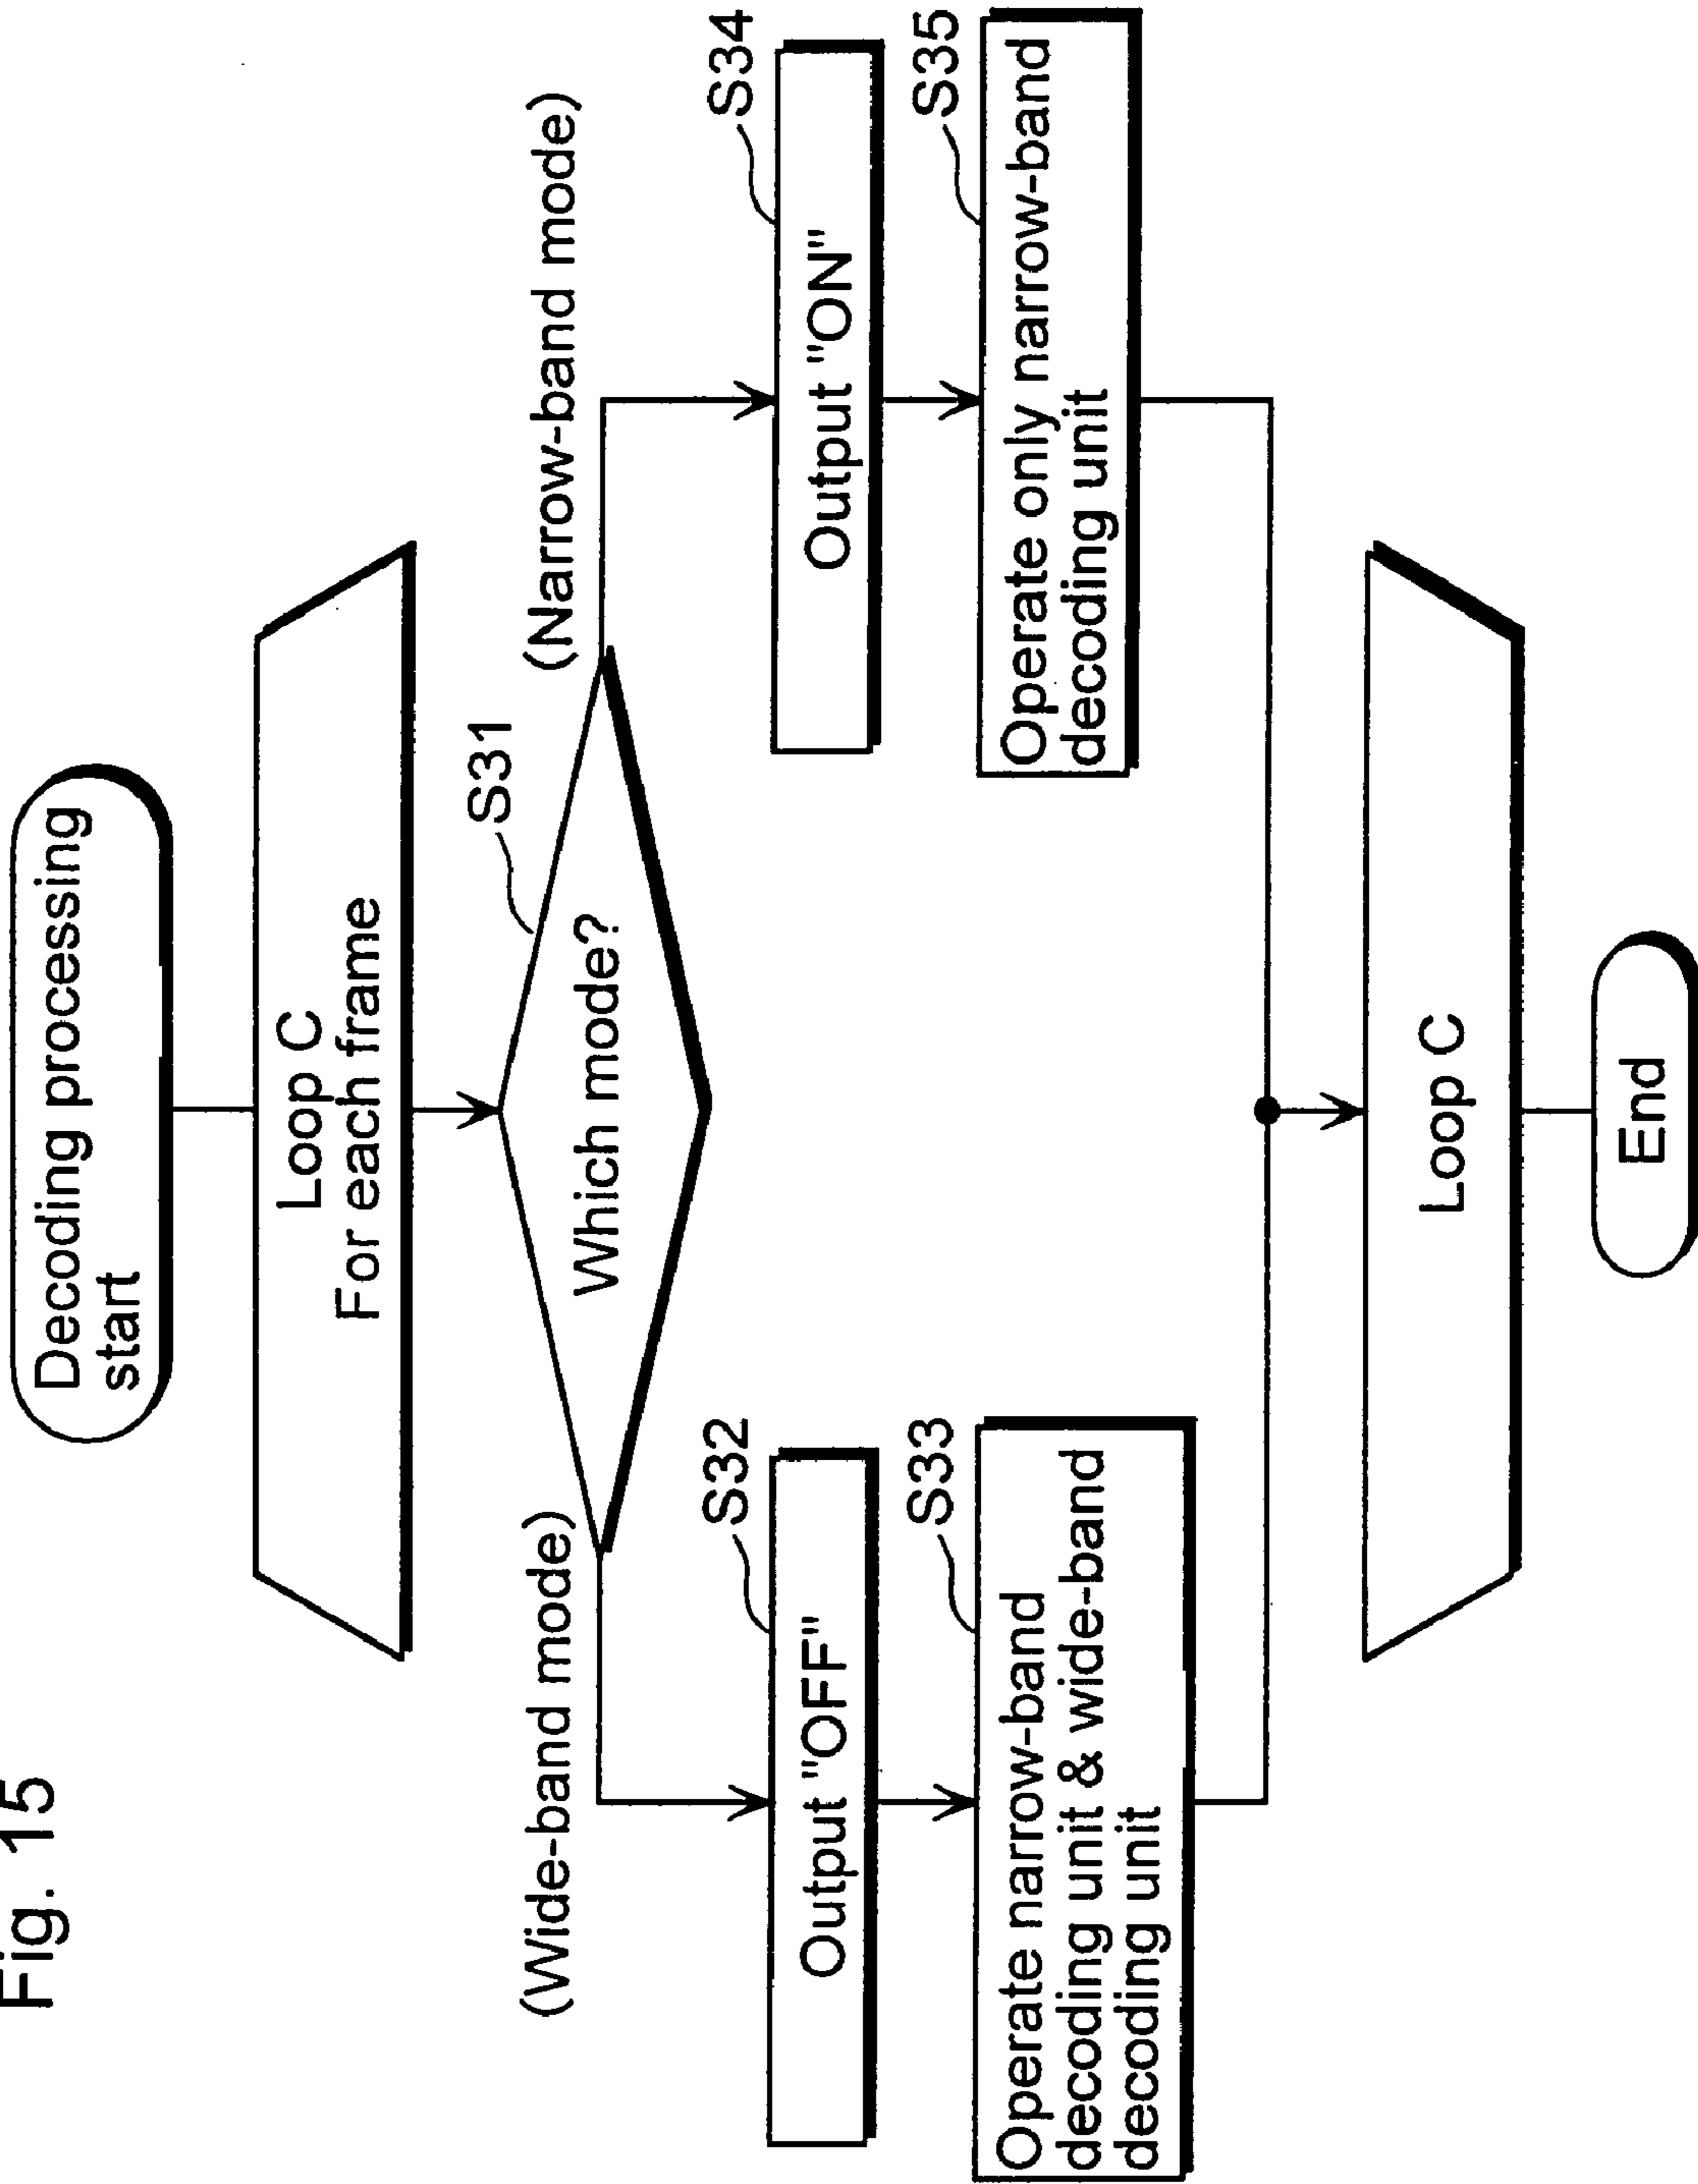 Fig. 15
Decoding processing
start
Loop C
For each frame
S31
Which mode?
(Wide-band mode)
S32
Output "OFF"
S33
Operate narrow-band
decoding unit & wide-band
decoding unit
(Narrow-band mode)
S34
Output "ON"
S35
Operate only narrow-band
decoding unit
Loop C
End